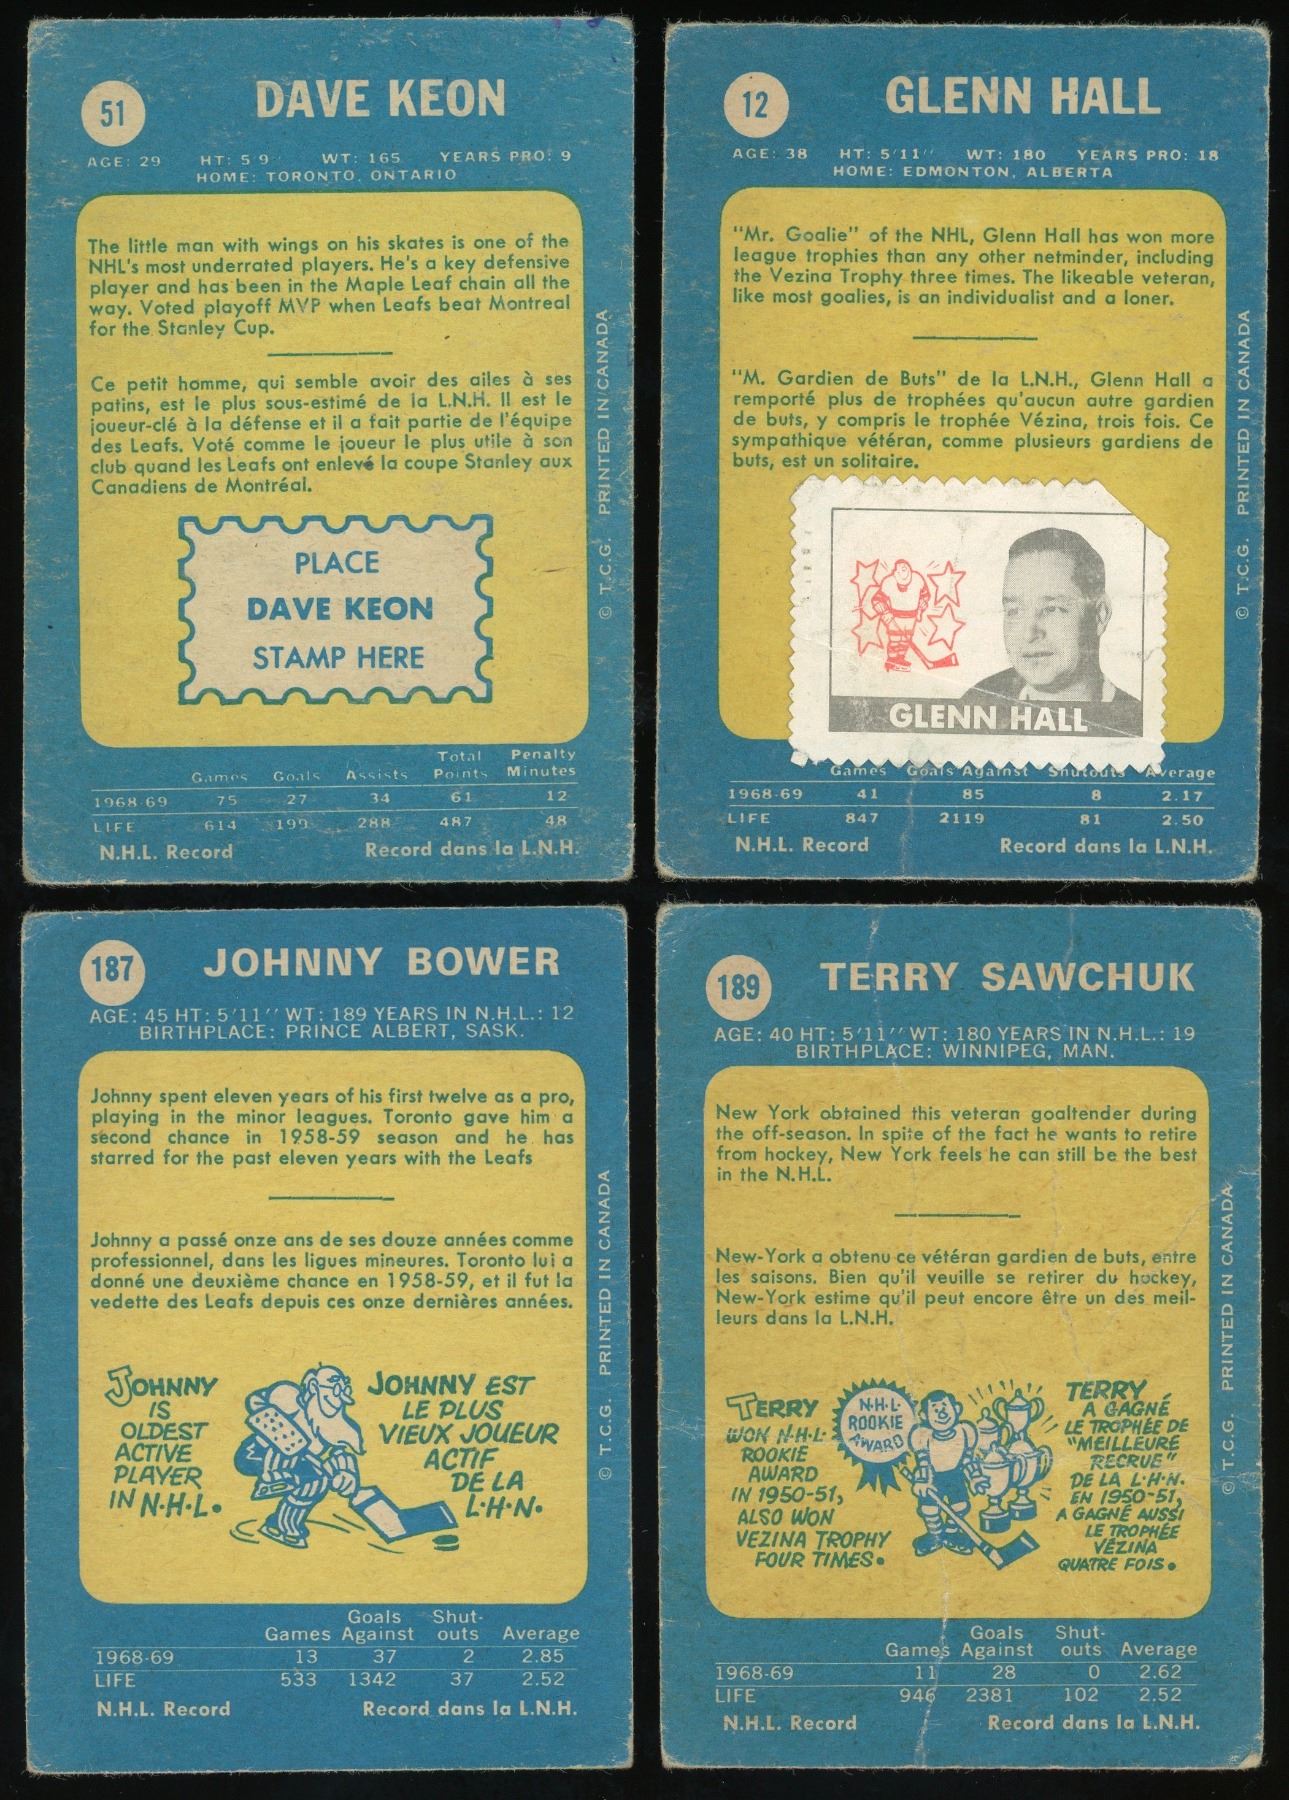 51
DAVE KEON
AGE: 29 HT: 5 9'' WT: 165 YEARS PRO: 9
HOME: TORONTO, ONTARIO
The little man with wings on his skates is one of the
NHL's most underrated players. He's a key defensive
player and has been in the Maple Leaf chain all the
way. Voted playoff MVP when Leafs beat Montreal
for the Stanley Cup.
Ce petit homme, qui semble avoir des ailes à ses
patins, est le plus sous-estimé de la L.N.H. Il est le
joueur-clé à la défense et il a fait partie de l'équipe
des Leafs. Voté comme le joueur le plus utile à son
club quand les Leafs ont enlevé la coupe Stanley aux
Canadiens de Montréal.
PLACE
DAVE KEON
STAMP HERE
© T.C.G. PRINTED IN CANADA
Total Penalty
Games Goals Assists Points Minutes
1968-69 75 27 34 61 12
LIFE 614 199 288 487 48
N.H.L. Record Record dans la L.N.H.
12
GLENN HALL
AGE: 38 HT: 5'11'' WT: 180 YEARS PRO: 18
HOME: EDMONTON, ALBERTA
"Mr. Goalie" of the NHL, Glenn Hall has won more
league trophies than any other netminder, including
the Vezina Trophy three times. The likeable veteran,
like most goalies, is an individualist and a loner.
"M. Gardien de Buts" de la L.N.H., Glenn Hall a
remporté plus de trophées qu'aucun autre gardien
de buts, y compris le trophée Vézina, trois fois. Ce
sympathique vétéran, comme plusieurs gardiens de
buts, est un solitaire.
GLENN HALL
© T.C.G. PRINTED IN CANADA
Games Goals Against Shutouts Average
1968-69 41 85 8 2.17
LIFE 847 2119 81 2.50
N.H.L. Record Record dans la L.N.H.
187
JOHNNY BOWER
AGE: 45 HT: 5'11'' WT: 189 YEARS IN N.H.L.: 12
BIRTHPLACE: PRINCE ALBERT, SASK.
Johnny spent eleven years of his first twelve as a pro,
playing in the minor leagues. Toronto gave him a
second chance in 1958-59 season and he has
starred for the past eleven years with the Leafs
Johnny a passé onze ans de ses douze années comme
professionnel, dans les ligues mineures. Toronto lui a
donné une deuxième chance en 1958-59, et il fut la
vedette des Leafs depuis ces onze dernières années.
JOHNNY
IS
OLDEST
ACTIVE
PLAYER
IN N·H·L.
JOHNNY EST
LE PLUS
VIEUX JOUEUR
ACTIF
DE LA
L·H·N.
© T.C.G. PRINTED IN CANADA
Goals Shut-
Games Against outs Average
1968-69 13 37 2 2.85
LIFE 533 1342 37 2.52
N.H.L. Record Record dans la L.N.H.
189
TERRY SAWCHUK
AGE: 40 HT: 5'11'' WT: 180 YEARS IN N.H.L.: 19
BIRTHPLACE: WINNIPEG, MAN.
New York obtained this veteran goaltender during
the off-season. In spite of the fact he wants to retire
from hockey, New York feels he can still be the best
in the N.H.L.
New-York a obtenu ce vétéran gardien de buts, entre
les saisons. Bien qu'il veuille se retirer du hockey,
New-York estime qu'il peut encore être un des meil-
leurs dans la L.N.H.
TERRY
WON N·H·L·
ROOKIE
AWARD
IN 1950-51,
ALSO WON
VEZINA TROPHY
FOUR TIMES.
N·H·L·
ROOKIE
AWARD
TERRY
A GAGNÉ
LE TROPHÉE DE
"MEILLEURE
RECRUE"
DE LA L·H·N.
EN 1950-51,
A GAGNÉ AUSSI
LE TROPHÉE
VÉZINA
QUATRE FOIS.
© T.C.G. PRINTED IN CANADA
Goals Shut-
Games Against outs Average
1968-69 11 28 0 2.62
LIFE 946 2381 102 2.52
N.H.L. Record Record dans la L.N.H.